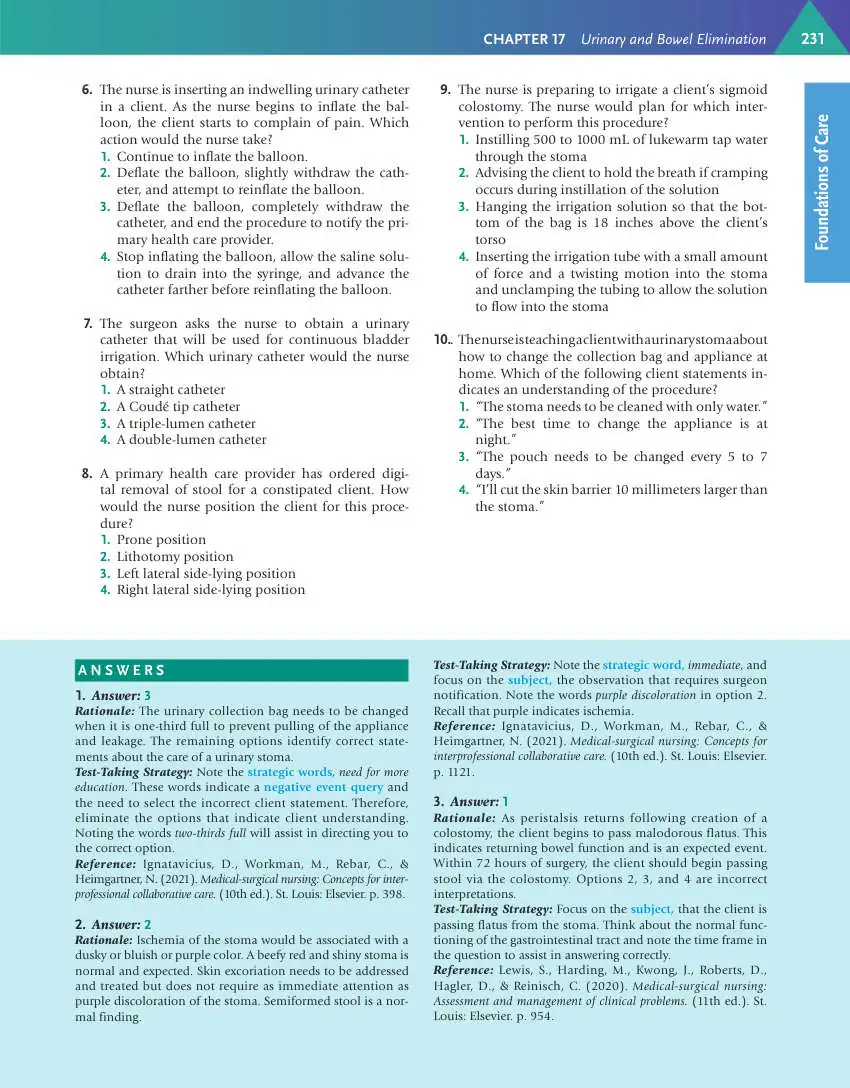 CHAPTER 17 Urinary and Bowel Elimination 231
6. The nurse is inserting an indwelling urinary catheter
in a client. As the nurse begins to inflate the bal-
loon, the client starts to complain of pain. Which
action would the nurse take?
1. Continue to inflate the balloon.
2. Deflate the balloon, slightly withdraw the cath-
eter, and attempt to reinflate the balloon.
3. Deflate the balloon, completely withdraw the
catheter, and end the procedure to notify the pri-
mary health care provider.
4. Stop inflating the balloon, allow the saline solu-
tion to drain into the syringe, and advance the
catheter farther before reinflating the balloon.
7. The surgeon asks the nurse to obtain a urinary
catheter that will be used for continuous bladder
irrigation. Which urinary catheter would the nurse
obtain?
1. A straight catheter
2. A Coudé tip catheter
3. A triple-lumen catheter
4. A double-lumen catheter
8. A primary health care provider has ordered digi-
tal removal of stool for a constipated client. How
would the nurse position the client for this proce-
dure?
1. Prone position
2. Lithotomy position
3. Left lateral side-lying position
4. Right lateral side-lying position
9. The nurse is preparing to irrigate a client's sigmoid
colostomy. The nurse would plan for which inter-
vention to perform this procedure?
1. Instilling 500 to 1000 mL of lukewarm tap water
through the stoma
2. Advising the client to hold the breath if cramping
occurs during instillation of the solution
3. Hanging the irrigation solution so that the bot-
tom of the bag is 18 inches above the client's
torso
4. Inserting the irrigation tube with a small amount
of force and a twisting motion into the stoma
and unclamping the tubing to allow the solution
to flow into the stoma
10.. Thenurseisteachingaclientwithaurinarystomaabout
how to change the collection bag and appliance at
home. Which of the following client statements in-
dicates an understanding of the procedure?
1. "The stoma needs to be cleaned with only water."
2. "The best time to change the appliance is at
night."
3. "The pouch needs to be changed every 5 to 7
days."
4. "I'll cut the skin barrier 10 millimeters larger than
the stoma."
Foundations of Care
ANSWERS
1. Answer: 3
Rationale: The urinary collection bag needs to be changed
when it is one-third full to prevent pulling of the appliance
and leakage. The remaining options identify correct state-
ments about the care of a urinary stoma.
Test-Taking Strategy: Note the strategic words, need for more
education. These words indicate a negative event query and
the need to select the incorrect client statement. Therefore,
eliminate the options that indicate client understanding.
Noting the words two-thirds full will assist in directing you to
the correct option.
Reference: Ignatavicius, D., Workman, M., Rebar, C., &
Heimgartner, N. (2021). Medical-surgical nursing: Concepts for inter-
professional collaborative care. (10th ed.). St. Louis: Elsevier. p. 398.
2. Answer: 2
Rationale: Ischemia of the stoma would be associated with a
dusky or bluish or purple color. A beefy red and shiny stoma is
normal and expected. Skin excoriation needs to be addressed
and treated but does not require as immediate attention as
purple discoloration of the stoma. Semiformed stool is a nor-
mal finding.
Test-Taking Strategy: Note the strategic word, immediate, and
focus on the subject, the observation that requires surgeon
notification. Note the words purple discoloration in option 2.
Recall that purple indicates ischemia.
Reference: Ignatavicius, D., Workman, M., Rebar, C., &
Heimgartner, N. (2021). Medical-surgical nursing: Concepts for
interprofessional collaborative care. (10th ed.). St. Louis: Elsevier.
p. 1121.
3. Answer: 1
Rationale: As peristalsis returns following creation of a
colostomy, the client begins to pass malodorous flatus. This
indicates returning bowel function and is an expected event.
Within 72 hours of surgery, the client should begin passing
stool via the colostomy. Options 2, 3, and 4 are incorrect
interpretations.
Test-Taking Strategy: Focus on the subject, that the client is
passing flatus from the stoma. Think about the normal func-
tioning of the gastrointestinal tract and note the time frame in
the question to assist in answering correctly.
Reference: Lewis, S., Harding, M., Kwong, J., Roberts, D.,
Hagler, D., & Reinisch, C. (2020). Medical-surgical nursing:
Assessment and management of clinical problems. (11th ed.). St.
Louis: Elsevier. p. 954.